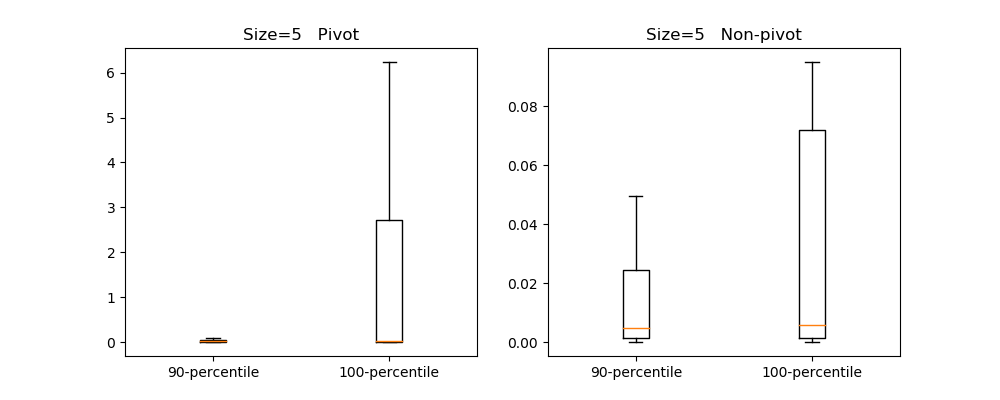 Size=5   Pivot
6
5
4
3
2
1
0
90-percentile
100-percentile
Size=5   Non-pivot
0.08
0.06
0.04
0.02
0.00
90-percentile
100-percentile